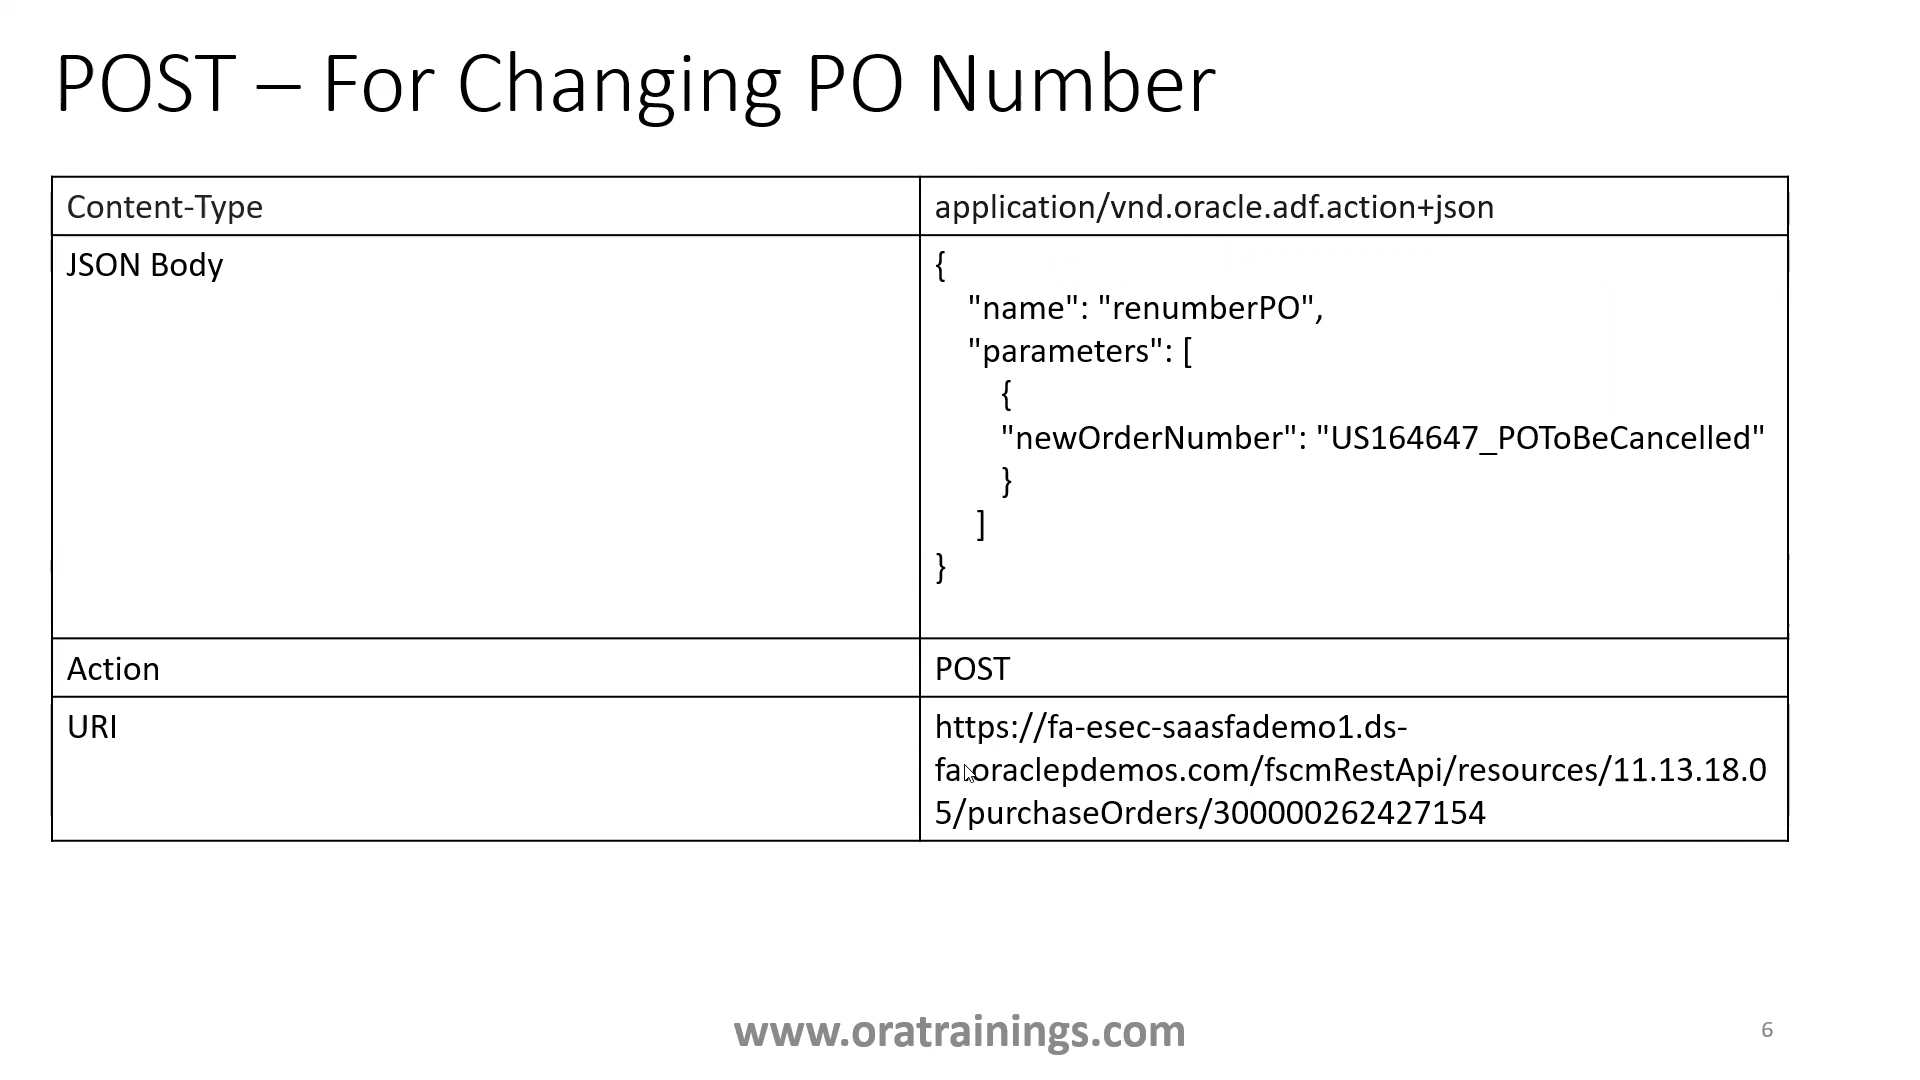 POST – For Changing PO Number
Content-Type
application/vnd.oracle.adf.action+json
JSON Body
{
"name": "renumberPO",
"parameters": [
{
"newOrderNumber": "US164647_POToBeCancelled"
}
]
}
Action
POST
URI
https://fa-esec-saasfademo1.ds-
fa.oraclepdemos.com/fscmRestApi/resources/11.13.18.0
5/purchaseOrders/300000262427154
www.oratrainings.com
6